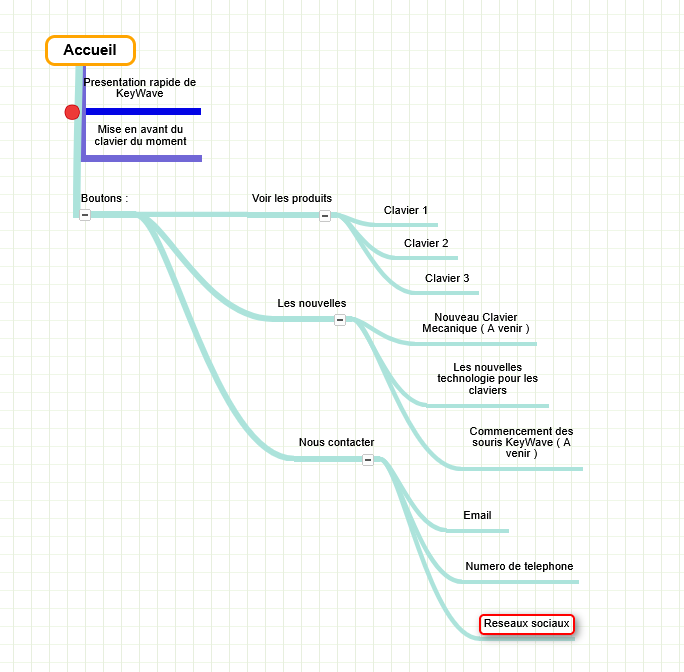 Accueil
Presentation rapide de
KeyWave
Mise en avant du
clavier du moment
Boutons :
Voir les produits
Clavier 1
Clavier 2
Clavier 3
Les nouvelles
Nouveau Clavier
Mecanique ( A venir )
Les nouvelles
technologie pour les
claviers
Commencement des
souris KeyWave ( A
venir )
Nous contacter
Email
Numero de telephone
Reseaux sociaux